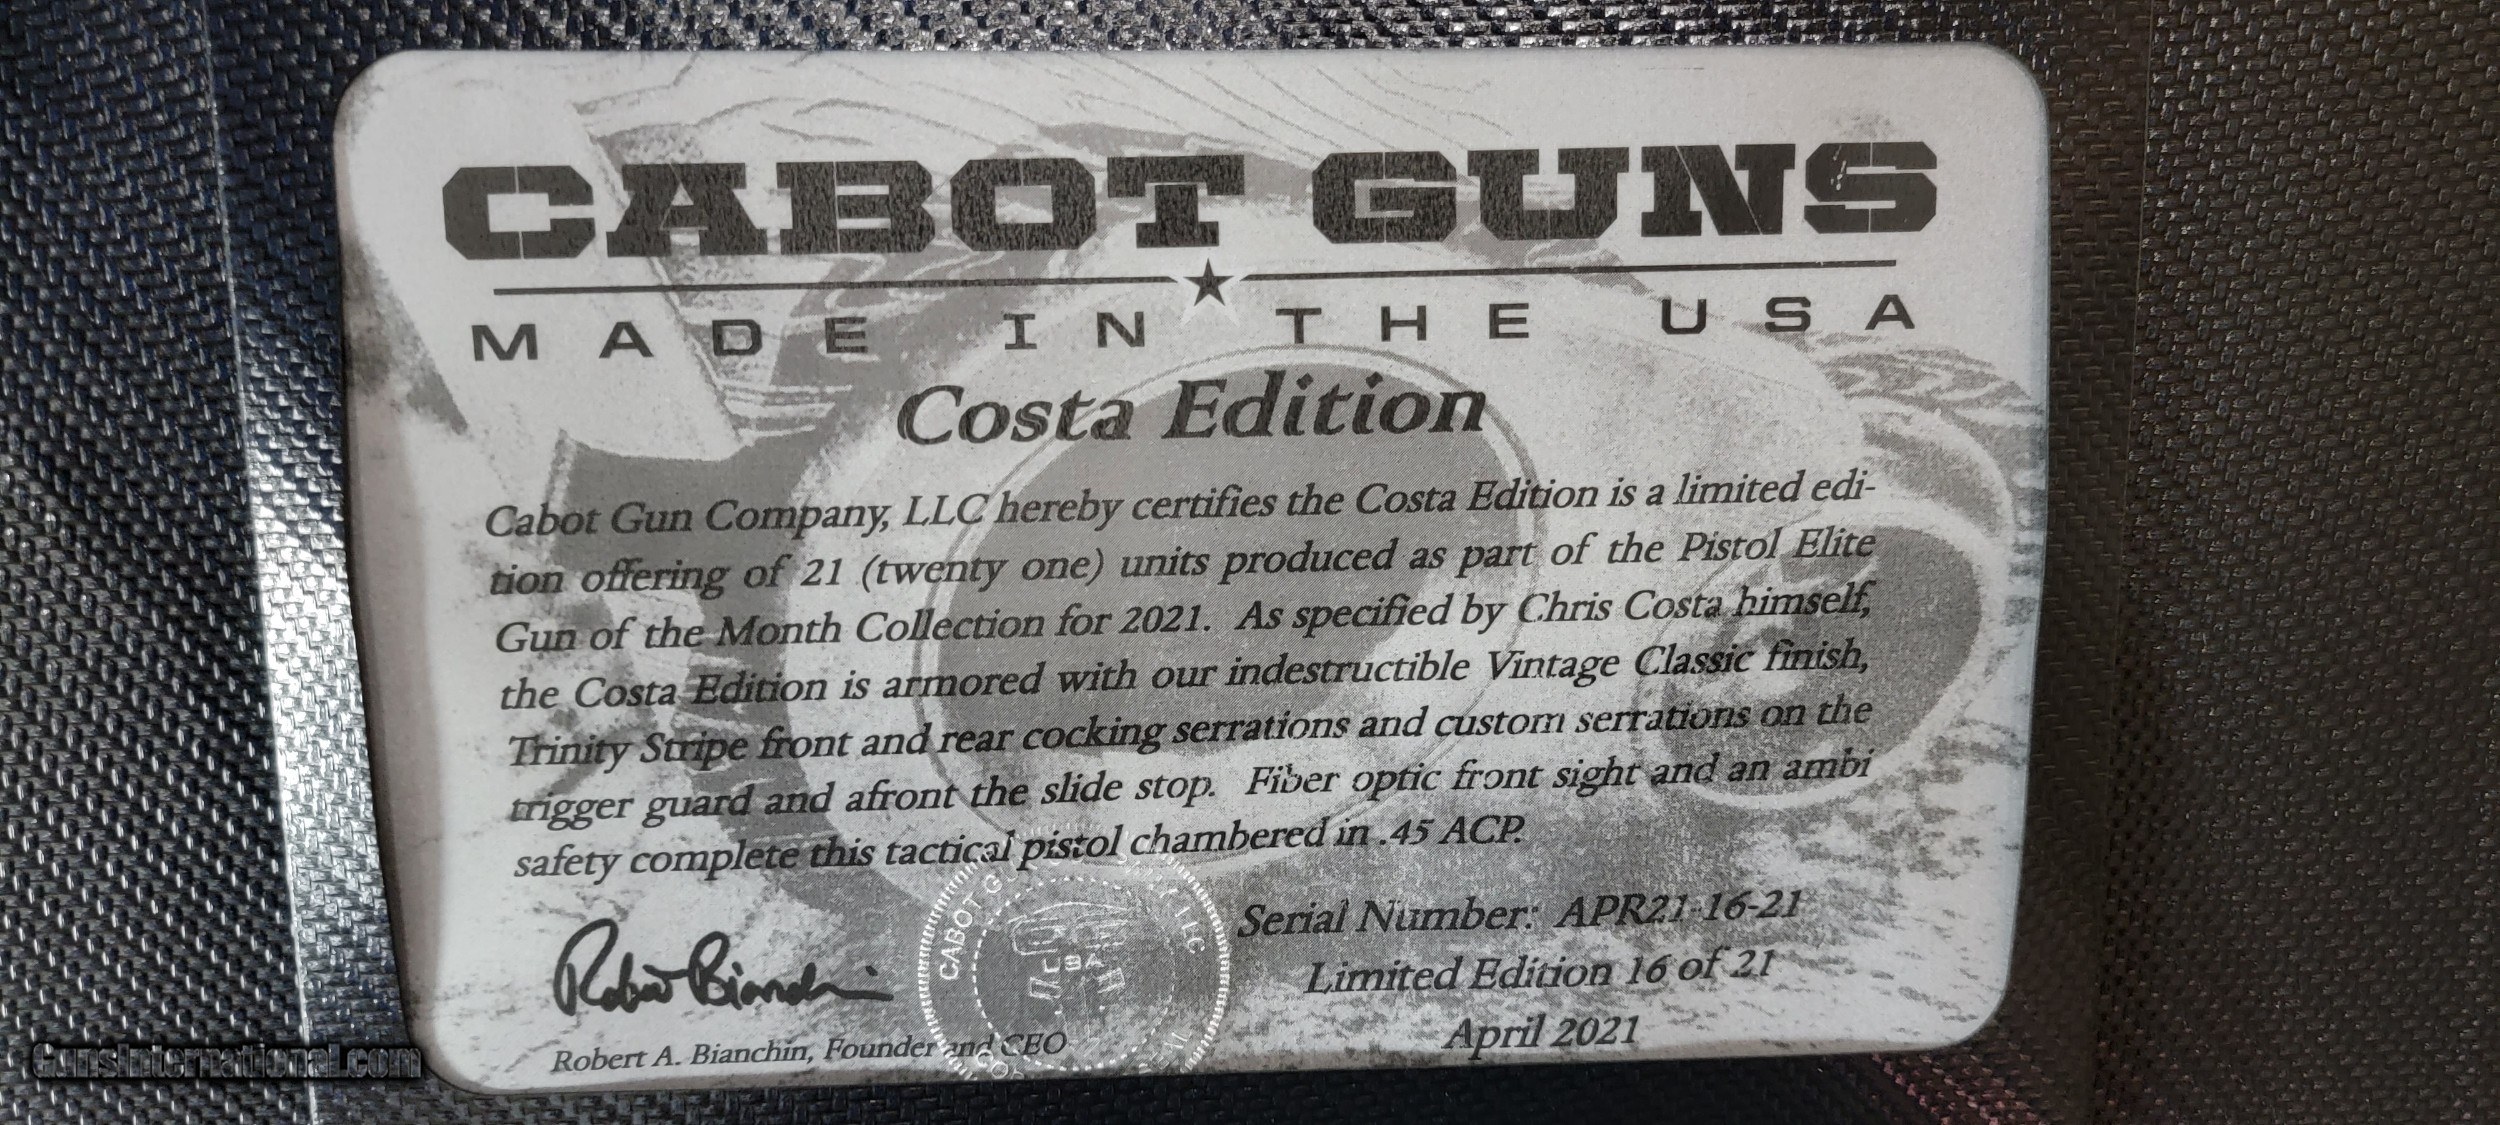 CABOT GUNS
MADE IN THE USA
Costa Edition
Cabot Gun Company, LLC hereby certifies the Costa Edition is a limited edi-
tion offering of 21 (twenty one) units produced as part of the Pistol Elite
Gun of the Month Collection for 2021. As specified by Chris Costa himself,
the Costa Edition is armored with our indestructible Vintage Classic finish,
Trinity Stripe front and rear cocking serrations and custom serrations on the
trigger guard and afront the slide stop. Fiber optic front sight and an ambi
safety complete this tactical pistol chambered in .45 ACP.
Serial Number: APR21-16-21
Limited Edition 16 of 21
April 2021
Robert Bianchin
Robert A. Bianchin, Founder and CEO
CABOT G
LLC
USA
GunsInternational.com